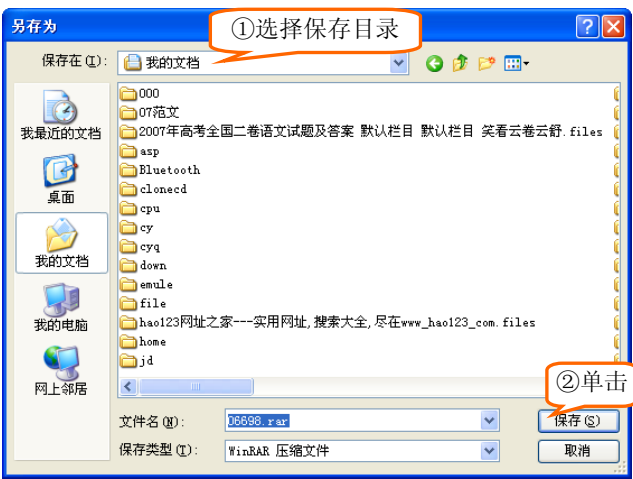 另存为
①选择保存目录
保存在(I):
我的文档
000
07范文
2007年高考全国二卷语文试题及答案 默认栏目 默认栏目 笑看云卷云舒.files
asp
Bluetooth
clonecd
cpu
cy
cyq
down
emule
file
hao123网址之家---实用网址,搜索大全,尽在www_hao123_com.files
home
jd
我最近的文档
桌面
我的文档
我的电脑
网上邻居
②单击
文件名(N):
06698.rar
保存(S)
保存类型(T):
WinRAR 压缩文件
取消